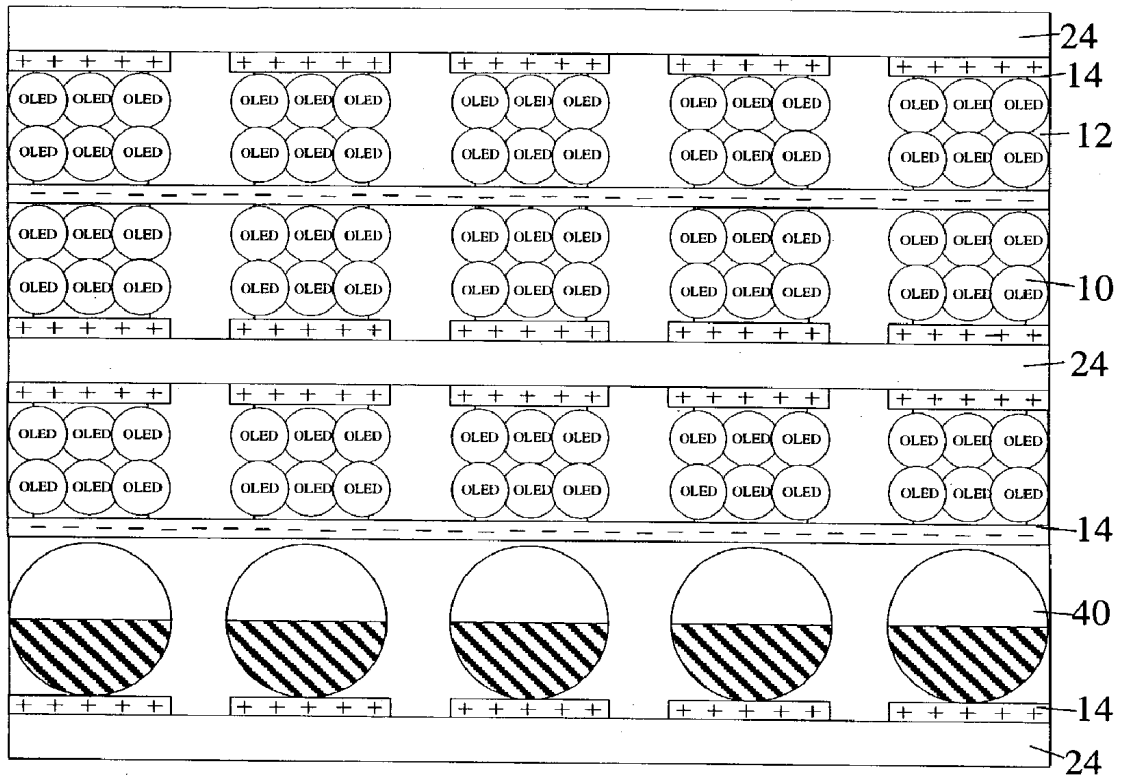 24
+ + + + + + + + + + + + + + + + + + + + + + + + +
14
OLED OLED OLED OLED OLED OLED OLED OLED OLED OLED OLED OLED OLED OLED OLED
12
OLED OLED OLED OLED OLED OLED OLED OLED OLED OLED OLED OLED OLED OLED OLED
OLED OLED OLED OLED OLED OLED OLED OLED OLED OLED OLED OLED OLED OLED OLED
OLED OLED OLED OLED OLED OLED OLED OLED OLED OLED OLED OLED OLED OLED OLED
10
+ + + + + + + + + + + + + + + + + + + + + + + + +
24
+ + + + + + + + + + + + + + + + + + + + + + + + +
OLED OLED OLED OLED OLED OLED OLED OLED OLED OLED OLED OLED OLED OLED OLED
OLED OLED OLED OLED OLED OLED OLED OLED OLED OLED OLED OLED OLED OLED OLED
14
40
+ + + + + + + + + + + + + + + + + + + + + + + + +
14
24